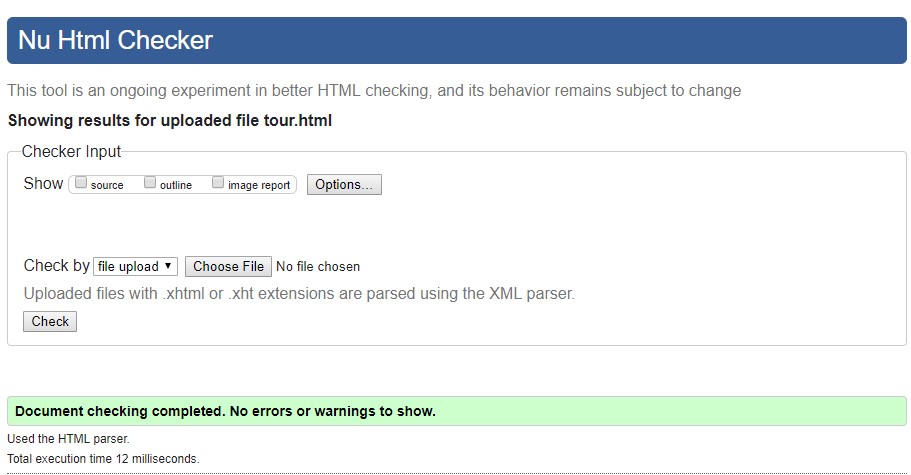 Nu Html Checker
This tool is an ongoing experiment in better HTML checking, and its behavior remains subject to change
Showing results for uploaded file tour.html
Checker Input
Show source outline image report Options...
Check by file upload Choose File No file chosen
Uploaded files with .xhtml or .xht extensions are parsed using the XML parser.
Check
Document checking completed. No errors or warnings to show.
Used the HTML parser.
Total execution time 12 milliseconds.